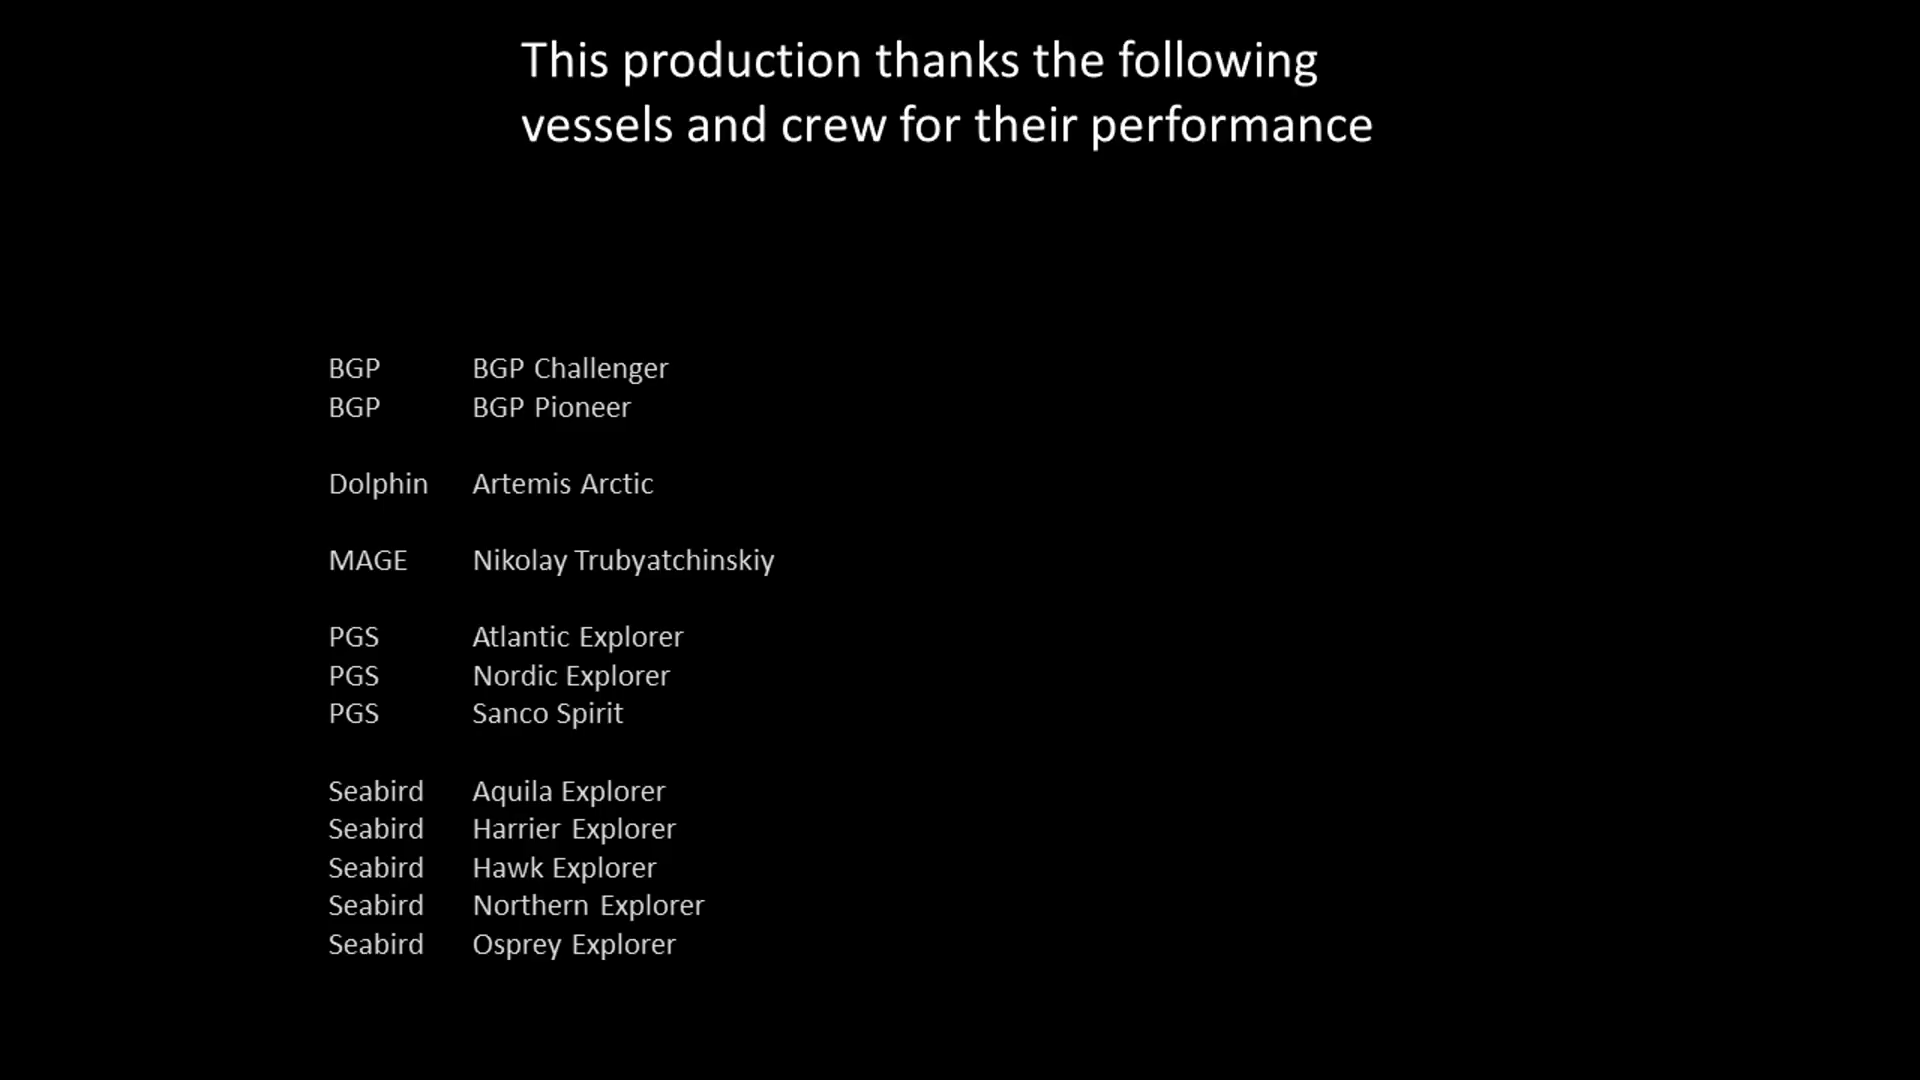 This production thanks the following
vessels and crew for their performance
BGP BGP Challenger
BGP BGP Pioneer
Dolphin Artemis Arctic
MAGE Nikolay Trubyatchinskiy
PGS Atlantic Explorer
PGS Nordic Explorer
PGS Sanco Spirit
Seabird Aquila Explorer
Seabird Harrier Explorer
Seabird Hawk Explorer
Seabird Northern Explorer
Seabird Osprey Explorer